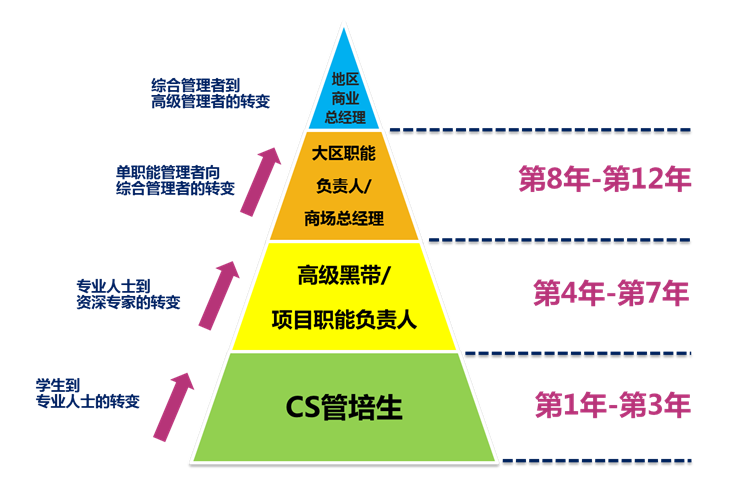 综合管理者到
高级管理者的转变
地区
商业
总经理
单职能管理者向
综合管理者的转变
大区职能
负责人/
商场总经理
第8年-第12年
专业人士到
资深专家的转变
高级黑带/
项目职能负责人
第4年-第7年
学生到
专业人士的转变
CS管培生
第1年-第3年